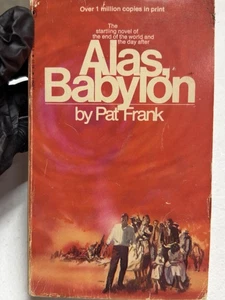 Over 1 million copies in print
The
startling novel of
the end of the world and
the day after
Alas,
Babylon
by Pat Frank